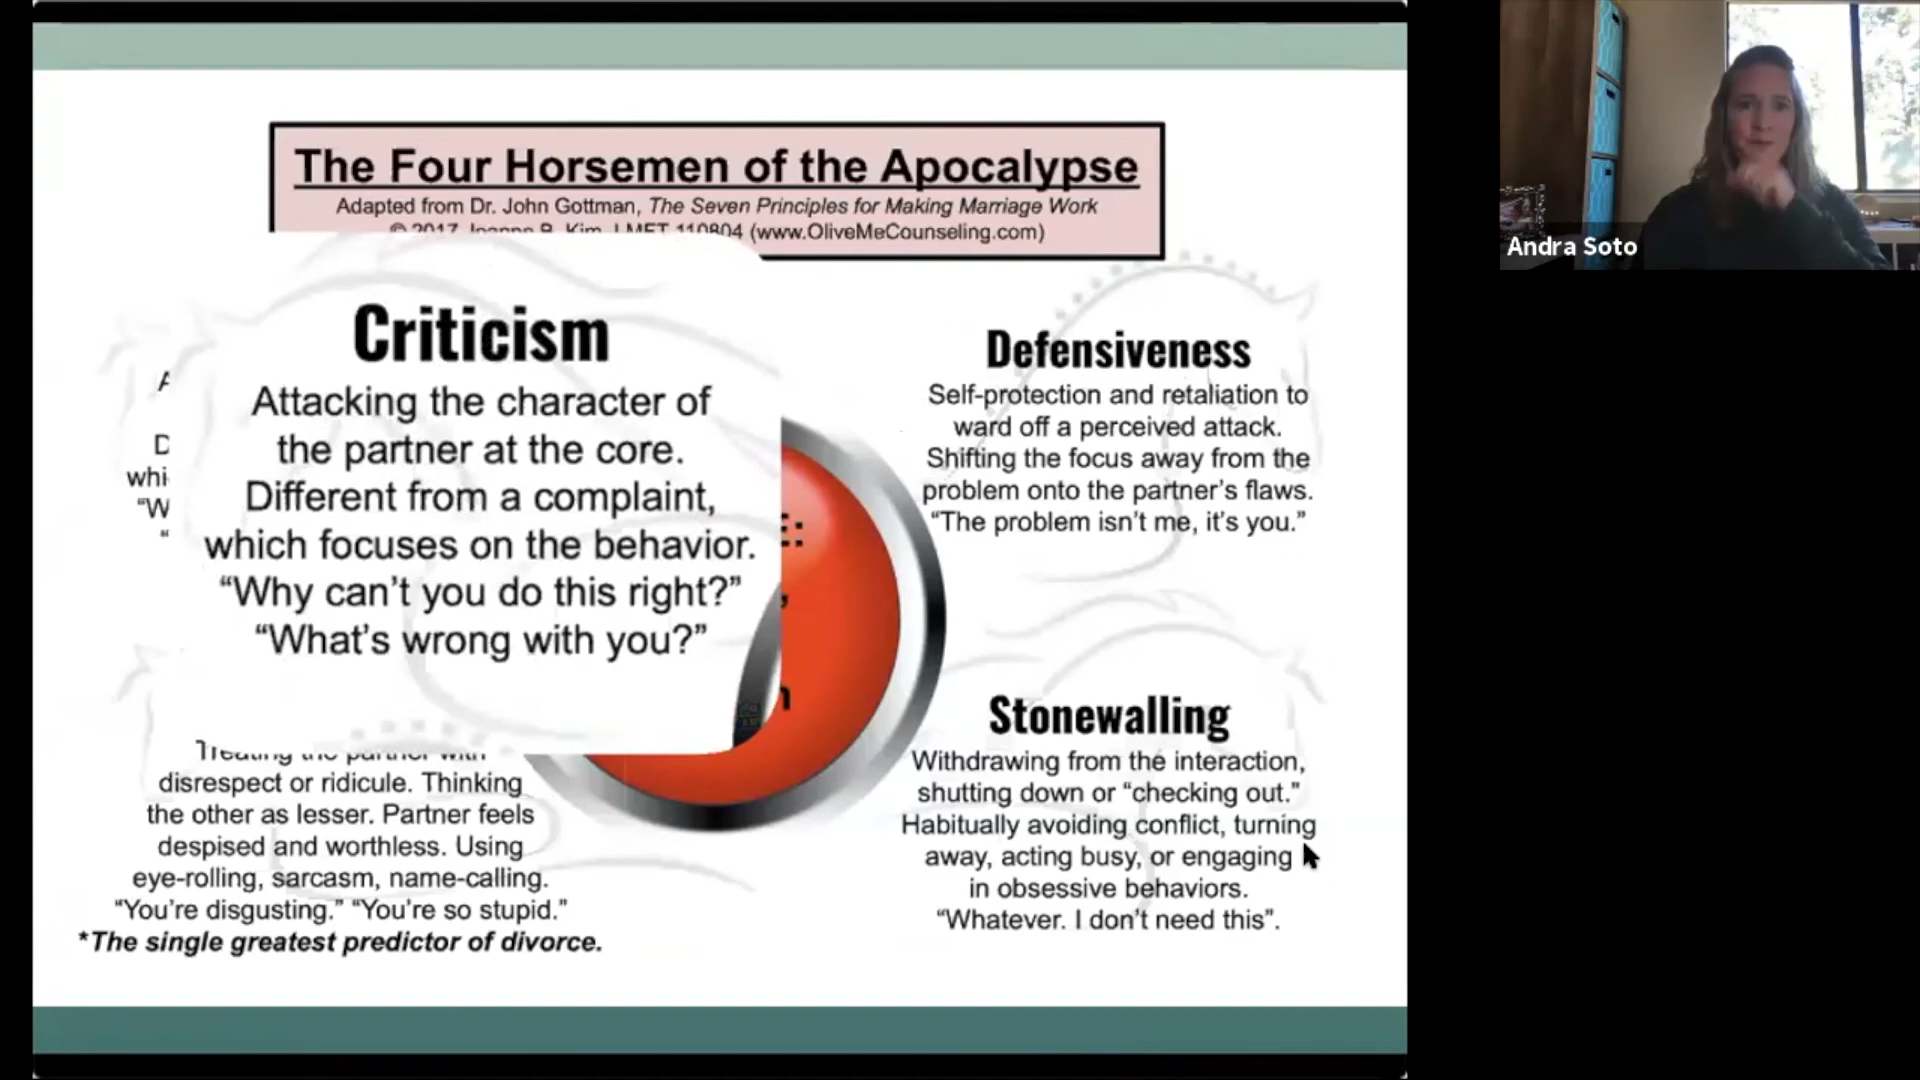 The Four Horsemen of the Apocalypse
Adapted from Dr. John Gottman, The Seven Principles for Making Marriage Work
© 2017 Joanne B. Kim, LMFT 110804 (www.OliveMeCounseling.com)
Criticism
Attacking the character of
the partner at the core.
Different from a complaint,
which focuses on the behavior.
“Why can’t you do this right?”
“What’s wrong with you?”
Treating the partner with
disrespect or ridicule. Thinking
the other as lesser. Partner feels
despised and worthless. Using
eye-rolling, sarcasm, name-calling.
“You’re disgusting.” “You’re so stupid.”
*The single greatest predictor of divorce.
Defensiveness
Self-protection and retaliation to
ward off a perceived attack.
Shifting the focus away from the
problem onto the partner’s flaws.
“The problem isn’t me, it’s you.”
Stonewalling
Withdrawing from the interaction,
shutting down or “checking out.”
Habitually avoiding conflict, turning
away, acting busy, or engaging
in obsessive behaviors.
“Whatever. I don’t need this”.
Andra Soto